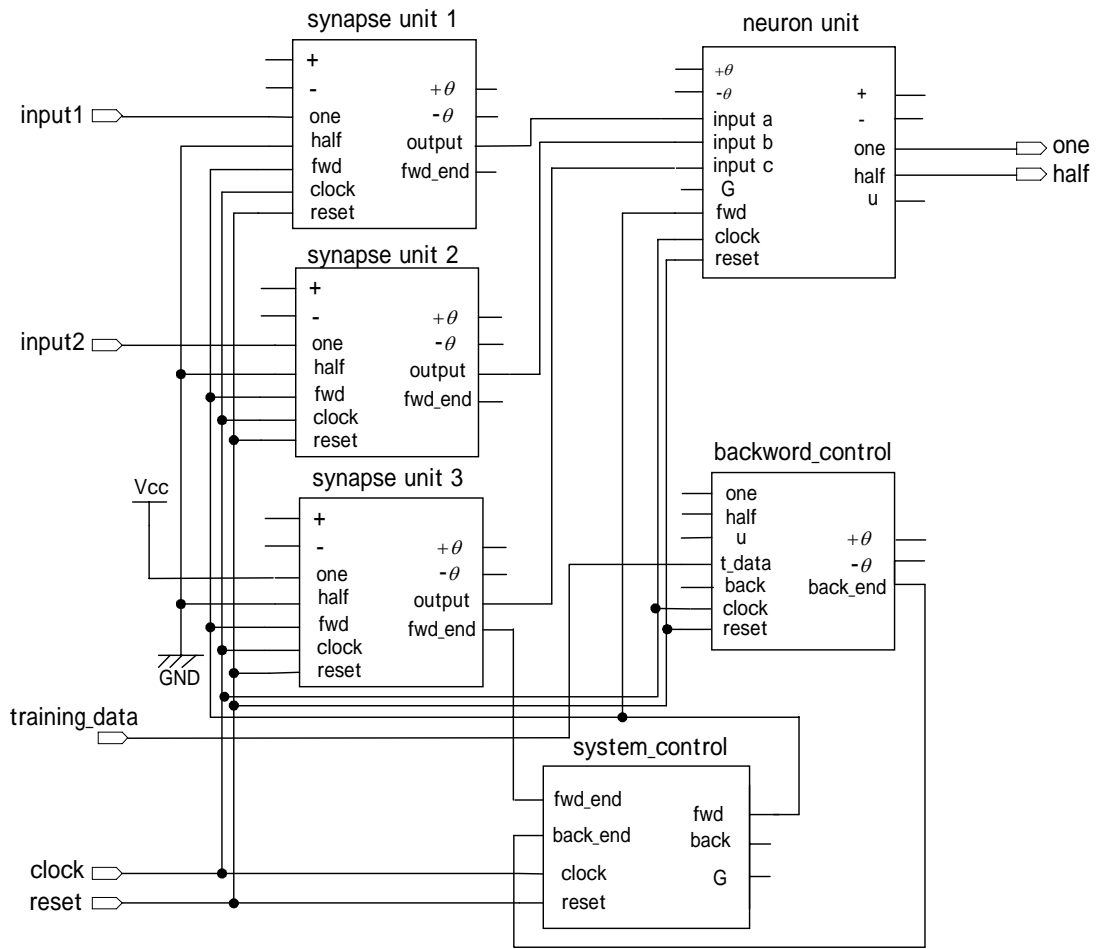 synapse unit 1
+
-
one
half
fwd
clock
reset
+θ
-θ
output
fwd_end
neuron unit
+θ
-θ
input a
input b
input c
G
fwd
clock
reset
+
-
one
half
u
input1
one
half
synapse unit 2
+
-
one
half
fwd
clock
reset
+θ
-θ
output
fwd_end
input2
synapse unit 3
+
-
one
half
fwd
clock
reset
+θ
-θ
output
fwd_end
Vcc
GND
backword_control
one
half
u
t_data
back
clock
reset
+θ
-θ
back_end
training_data
system_control
fwd_end
back_end
clock
reset
fwd
back
G
clock
reset